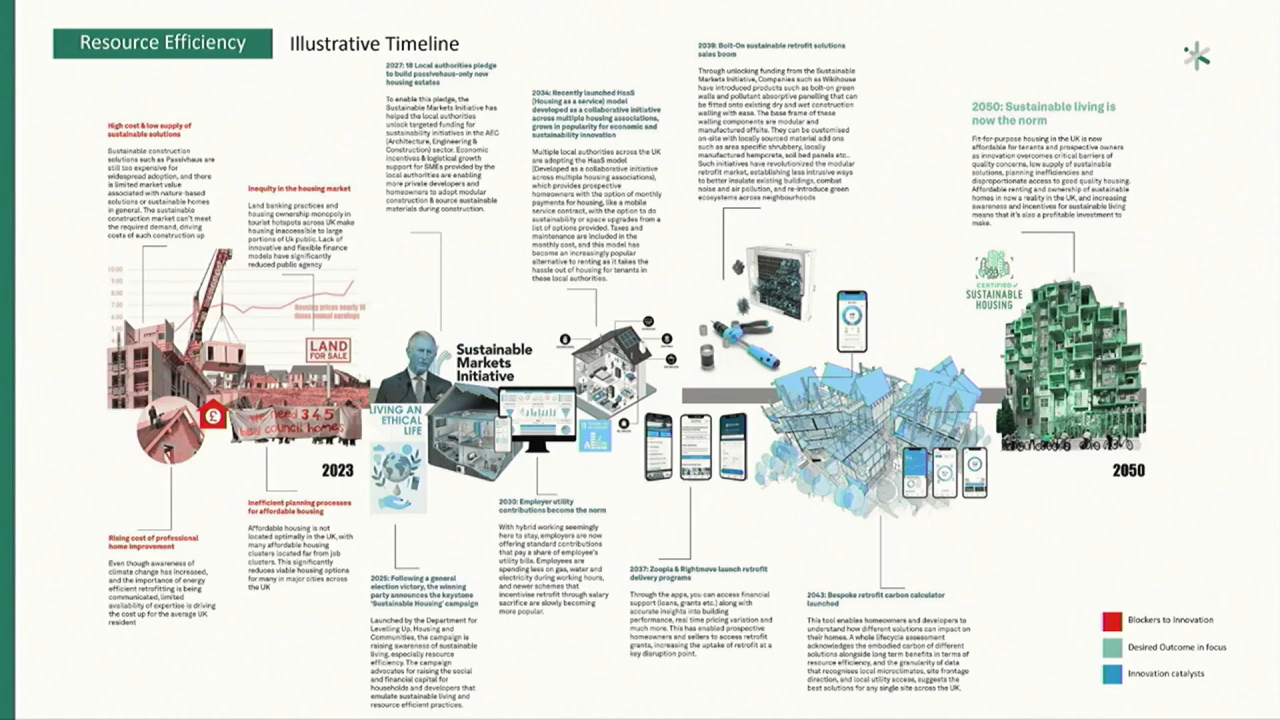 Resource Efficiency
Illustrative Timeline
High cost & low supply of
sustainable solutions
Sustainable construction
solutions such as Passivhaus are
still too expensive for
widespread adoption, and there
is limited market value
associated with nature-based
solutions or sustainable homes
in general. The sustainable
construction market can't meet
the required demand, driving
costs of such construction up
Inequity in the housing market
Land banking practices and
housing ownership monopoly in
tourist hotspots across UK make
housing inaccessible to large
portions of Uk public. Lack of
innovative and flexible finance
models have significantly
reduced public agency
2027: 18 Local authorities pledge
to build passivehaus-only new
housing estates
To enable this pledge, the
Sustainable Markets Initiative has
helped the local authorities
unlock targeted funding for
sustainability initiatives in the AEC
(Architecture, Engineering &
Construction) sector. Economic
incentives & logistical growth
support for SMEs provided by the
local authorities are enabling
more private developers and
homeowners to adopt modular
construction & source sustainable
materials during construction.
2034: Recently launched HaaS
(Housing as a service) model
developed as a collaborative initiative
across multiple housing associations,
grows in popularity for economic and
sustainability innovation
Multiple local authorities across the UK
are adopting the HaaS model
(Developed as a collaborative initiative
across multiple housing associations),
which provides prospective
homeowners with the option of monthly
payments for housing, like a mobile
service contract, with the option to do
sustainability or space upgrades from a
list of options provided. Taxes and
maintenance are included in the
monthly cost, and this model has
become an increasingly popular
alternative to renting as it takes the
hassle out of housing for tenants in
these local authorities.
2039: Bolt-On sustainable retrofit solutions
sales boom
Through unlocking funding from the Sustainable
Markets Initiative, Companies such as Wikihouse
have introduced products such as bolt-on green
walls and pollutant absorptive panelling that can
be fitted onto existing dry and wet construction
walling with ease. The base frame of these
walling components are modular and
manufactured offsite. They can be customised
on-site with locally sourced material add ons
such as area specific shrubbery, locally
manufactured hempcrete, soil bed panels etc..
Such initiatives have revolutionized the modular
retrofit market, establishing less intrusive ways
to better insulate existing buildings, combat
noise and air pollution, and re-introduce green
ecosystems across neighbourhoods
2050: Sustainable living is
now the norm
Fit-for-purpose housing in the UK is now
affordable for tenants and prospective owners
as innovation overcomes critical barriers of
quality concerns, low supply of sustainable
solutions, planning inefficiencies and
disproportionate access to good quality housing.
Affordable renting and ownership of sustainable
homes in now a reality in the UK, and increasing
awareness and incentives for sustainable living
means that it's also a profitable investment to
make.
10.00
9.00
8.00
7.00
6.00
5.00
Housing prices nearly 10
times annual earnings
LAND
FOR SALE
£
we need 345
council homes
2023
Sustainable
Markets
Initiative
LIVING AN
ETHICAL
LIFE
CERTIFIED
SUSTAINABLE
HOUSING
2050
Rising cost of professional
home improvement
Even though awareness of
climate change has increased,
and the importance of energy
efficient retrofitting is being
communicated, limited
availability of expertise is driving
the cost up for the average UK
resident
Inefficient planning processes
for affordable housing
Affordable housing is not
located optimally in the UK, with
many affordable housing
clusters located far from job
clusters. This significantly
reduces viable housing options
for many in major cities across
the UK
2025: Following a general
election victory, the winning
party announces the keystone
'Sustainable Housing' campaign
Launched by the Department for
Levelling Up, Housing and
Communities, the campaign is
raising awareness of sustainable
living, especially resource
efficiency. The campaign
advocates for raising the social
and financial capital for
households and developers that
emulate sustainable living and
resource efficient practices.
2030: Employer utility
contributions become the norm
With hybrid working seemingly
here to stay, employers are now
offering standard contributions
that pay a share of employee's
utility bills. Employees are
spending less on gas, water and
electricity during working hours,
and newer schemes that
incentivise retrofit through salary
sacrifice are slowly becoming
more popular.
2037: Zoopla & Rightmove launch retrofit
delivery programs
Through the apps, you can access financial
support (loans, grants etc.) along with
accurate insights into building
performance, real time pricing variation and
much more. This has enabled prospective
homeowners and sellers to access retrofit
grants, increasing the uptake of retrofit at a
key disruption point.
2043: Bespoke retrofit carbon calculator
launched
This tool enables homeowners and developers to
understand how different solutions can impact on
their homes. A whole lifecycle assessment
acknowledges the embodied carbon of different
solutions alongside long term benefits in terms of
resource efficiency, and the granularity of data
that recognises local microclimates, site frontage
direction, and local utility access, suggests the
best solutions for any single site across the UK.
Blockers to Innovation
Desired Outcome in focus
Innovation catalysts